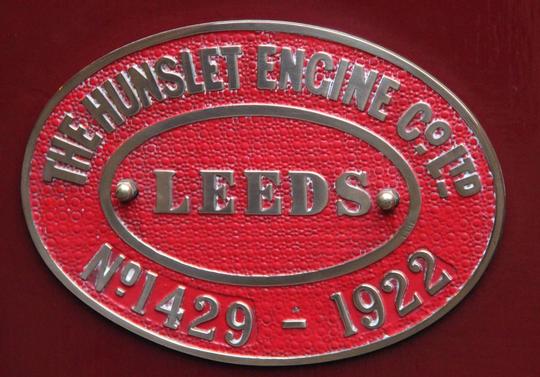 THE HUNSLET ENGINE Co LTD
LEEDS
No 1429 - 1922